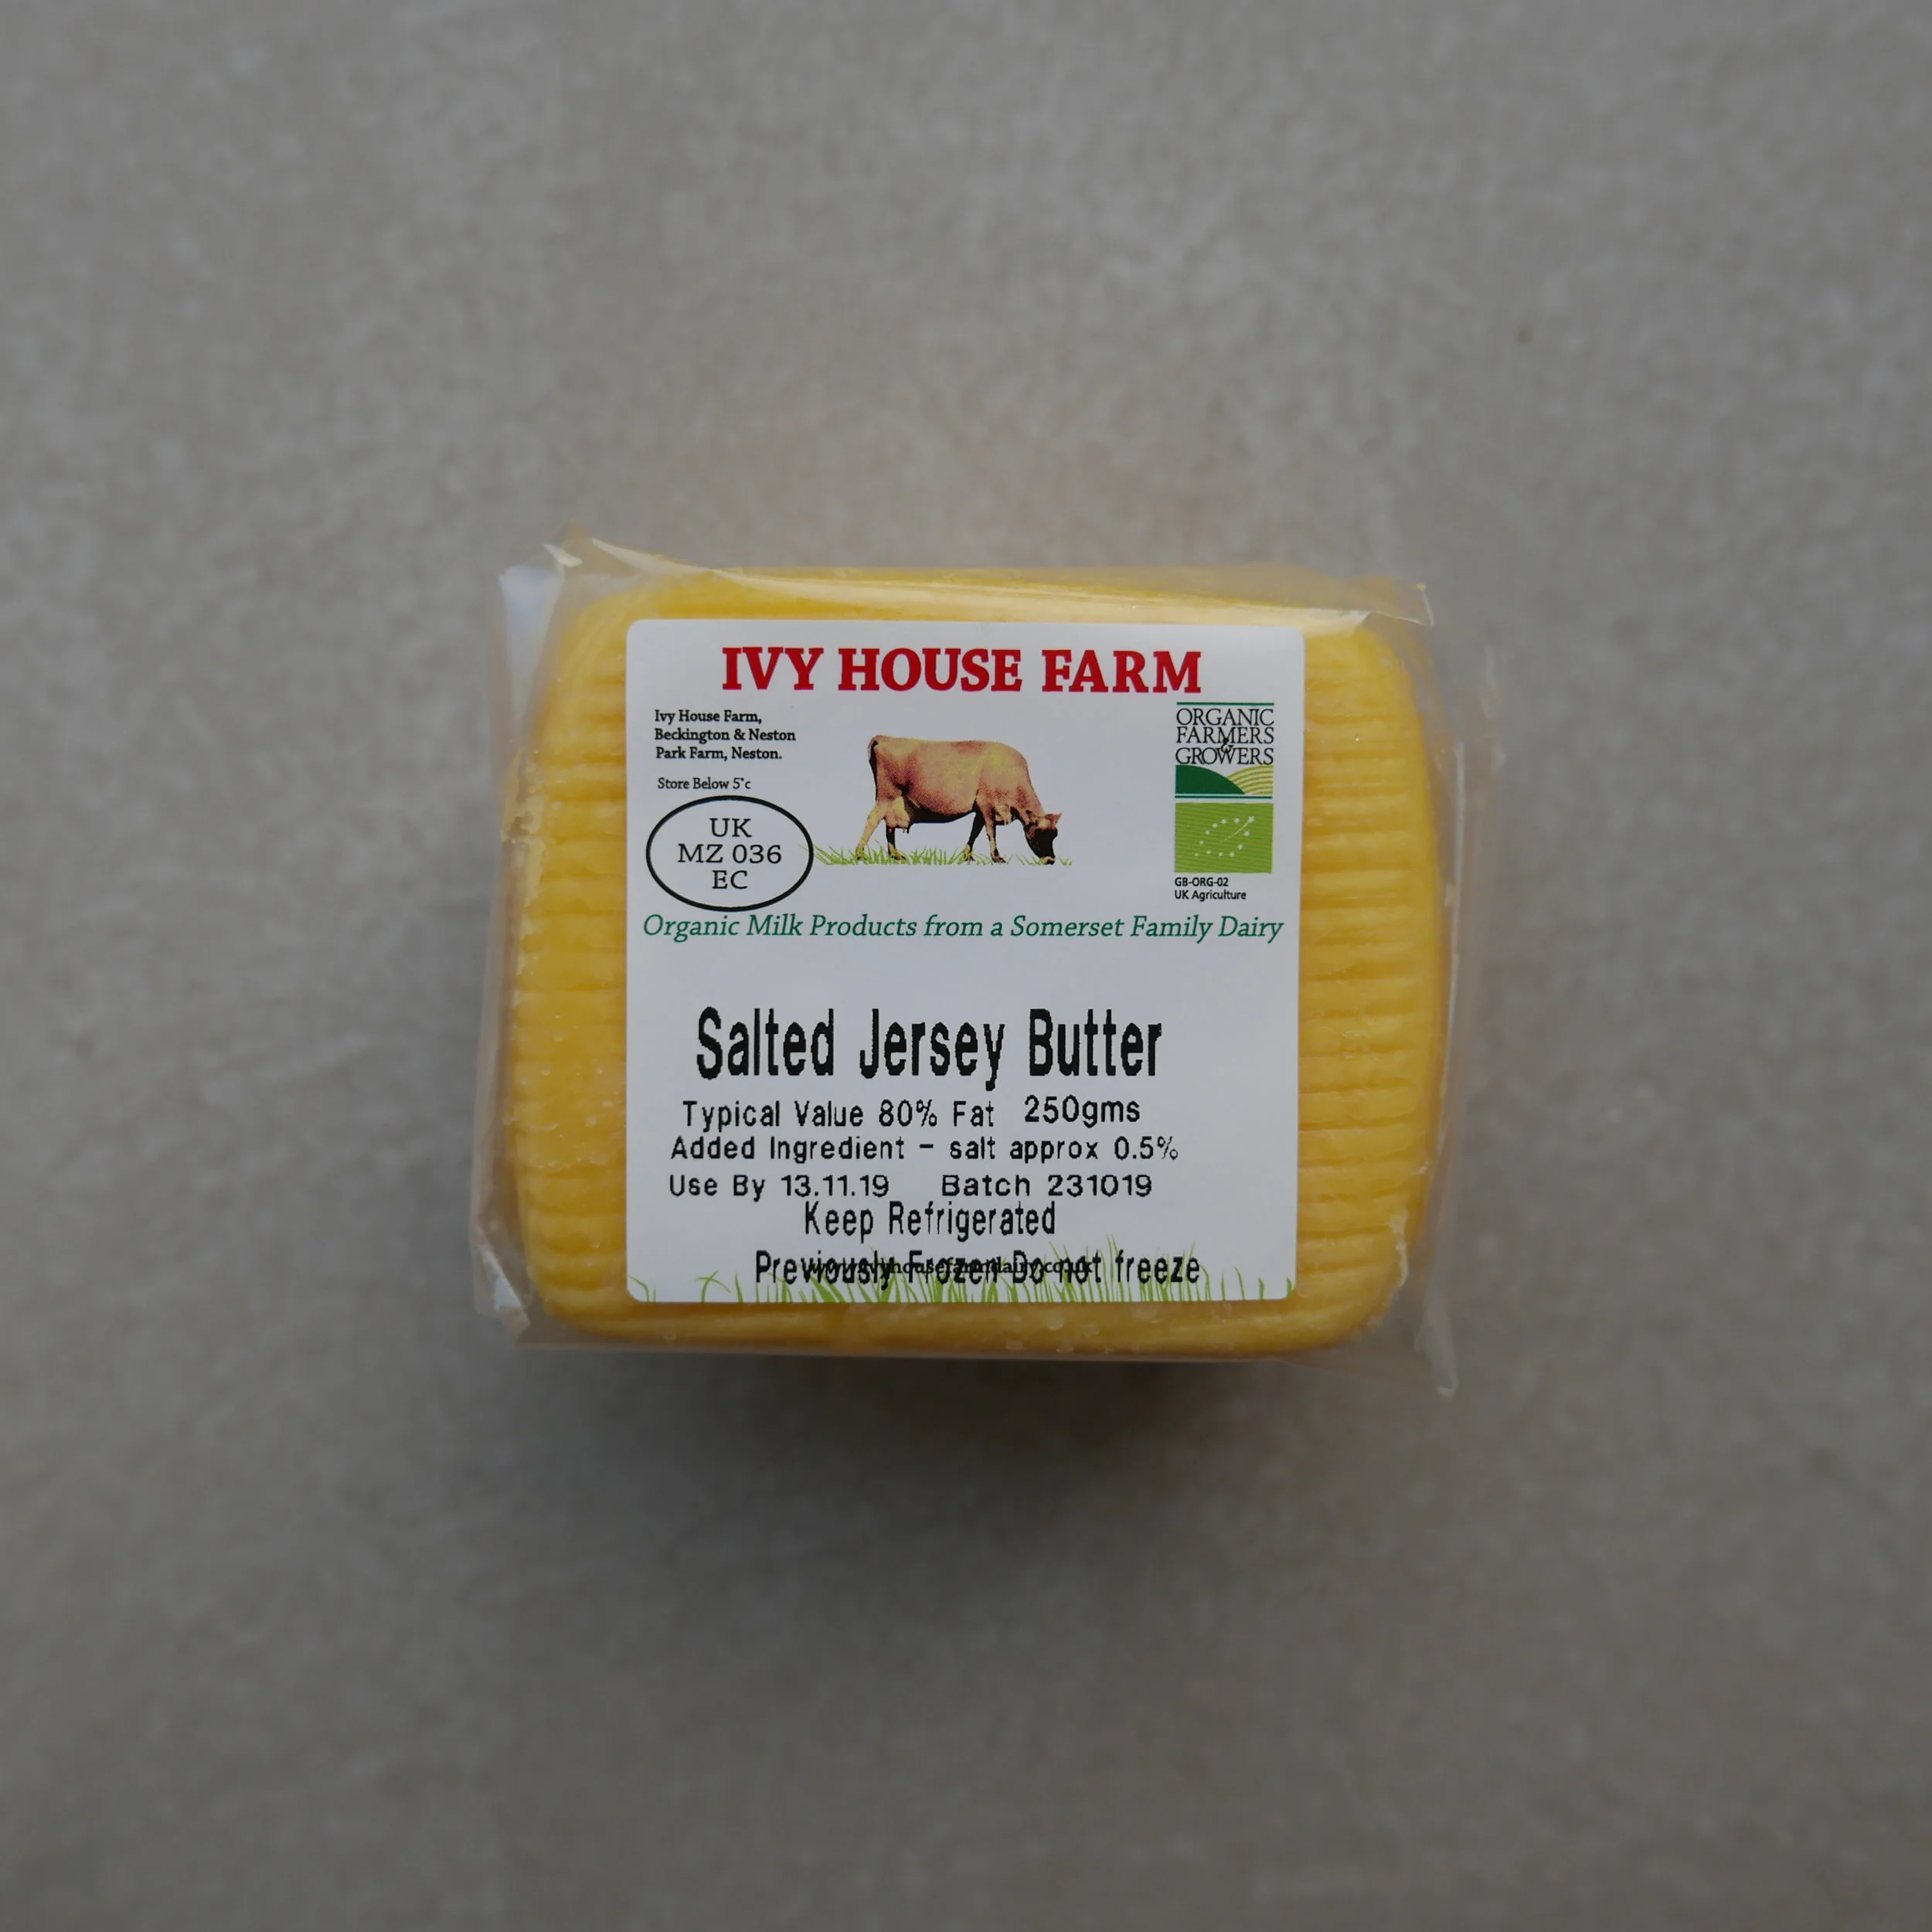 IVY HOUSE FARM
Ivy House Farm,
Beckington & Neston
Park Farm, Neston.
Store Below 5°c
UK
MZ 036
EC
ORGANIC
FARMERS
&
GROWERS
GB-ORG-02
UK Agriculture
Organic Milk Products from a Somerset Family Dairy
Salted Jersey Butter
Typical Value 80% Fat 250gms
Added Ingredient - salt approx 0.5%
Use By 13.11.19 Batch 231019
Keep Refrigerated
Previously Frozen Do not freeze